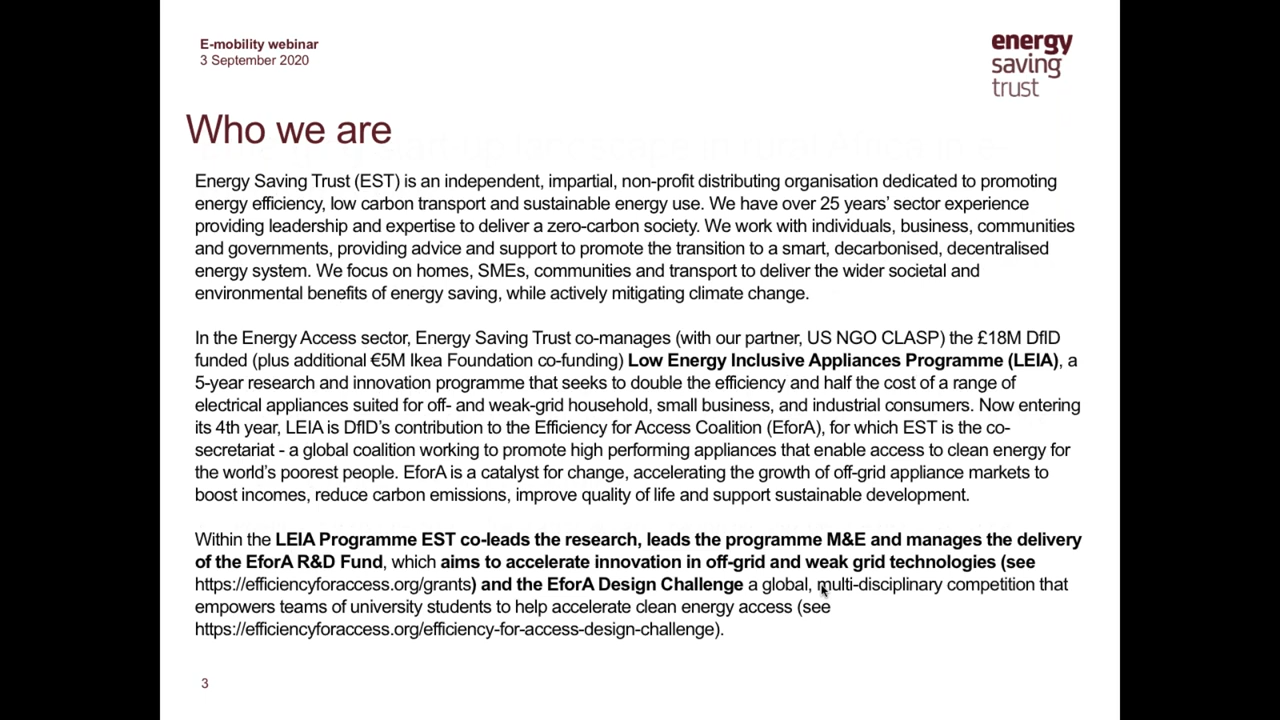 E-mobility webinar
3 September 2020
energy
saving
trust
Who we are
Energy Saving Trust (EST) is an independent, impartial, non-profit distributing organisation dedicated to promoting
energy efficiency, low carbon transport and sustainable energy use. We have over 25 years’ sector experience
providing leadership and expertise to deliver a zero-carbon society. We work with individuals, business, communities
and governments, providing advice and support to promote the transition to a smart, decarbonised, decentralised
energy system. We focus on homes, SMEs, communities and transport to deliver the wider societal and
environmental benefits of energy saving, while actively mitigating climate change.
In the Energy Access sector, Energy Saving Trust co-manages (with our partner, US NGO CLASP) the £18M DfID
funded (plus additional €5M Ikea Foundation co-funding) Low Energy Inclusive Appliances Programme (LEIA), a
5-year research and innovation programme that seeks to double the efficiency and half the cost of a range of
electrical appliances suited for off- and weak-grid household, small business, and industrial consumers. Now entering
its 4th year, LEIA is DfID’s contribution to the Efficiency for Access Coalition (EforA), for which EST is the co-
secretariat - a global coalition working to promote high performing appliances that enable access to clean energy for
the world’s poorest people. EforA is a catalyst for change, accelerating the growth of off-grid appliance markets to
boost incomes, reduce carbon emissions, improve quality of life and support sustainable development.
Within the LEIA Programme EST co-leads the research, leads the programme M&E and manages the delivery
of the EforA R&D Fund, which aims to accelerate innovation in off-grid and weak grid technologies (see
https://efficiencyforaccess.org/grants) and the EforA Design Challenge a global, multi-disciplinary competition that
empowers teams of university students to help accelerate clean energy access (see
https://efficiencyforaccess.org/efficiency-for-access-design-challenge).
3